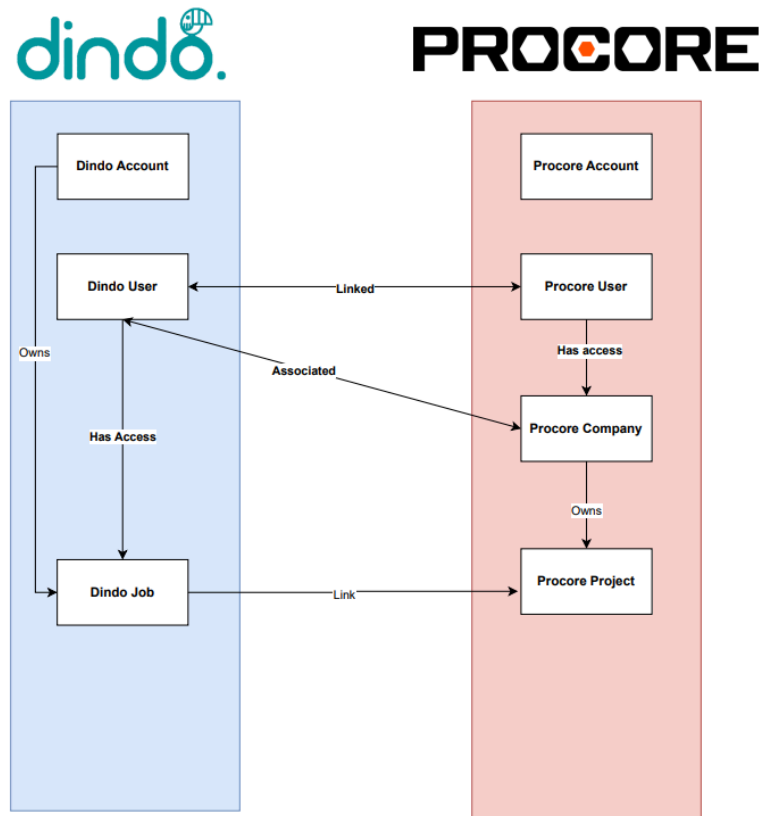 dindo.
PROCORE
Dindo Account
Procore Account
Dindo User
Linked
Procore User
Owns
Has access
Associated
Procore Company
Has Access
Owns
Dindo Job
Link
Procore Project